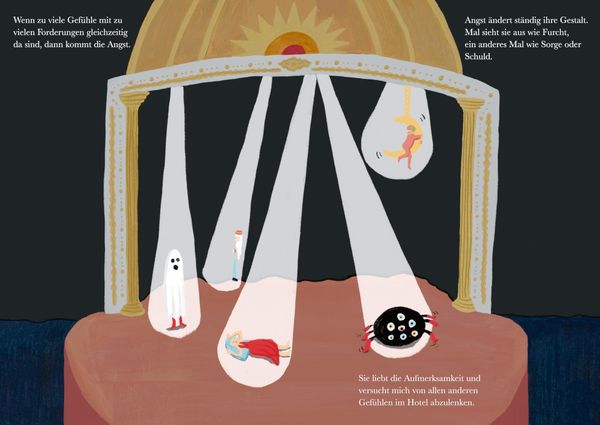 Wenn zu viele Gefühle mit zu
vielen Forderungen gleichzeitig
da sind, dann kommt die Angst.
Angst ändert ständig ihre Gestalt.
Mal sieht sie aus wie Furcht,
ein anderes Mal wie Sorge oder
Schuld.
Sie liebt die Aufmerksamkeit und
versucht mich von allen anderen
Gefühlen im Hotel abzulenken.